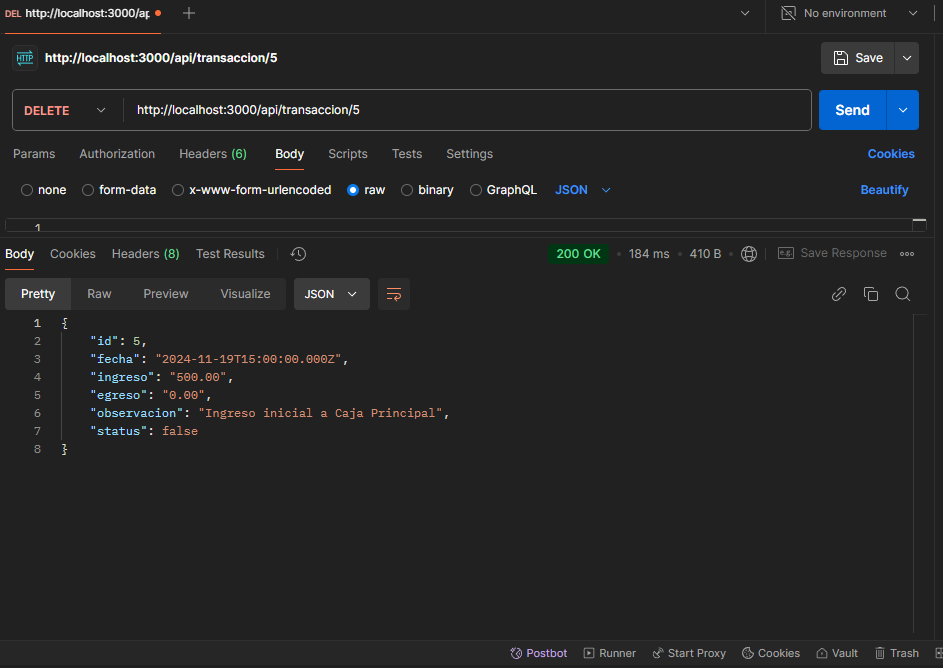 DEL http://localhost:3000/ap
No environment
HTTP http://localhost:3000/api/transaccion/5
Save
DELETE http://localhost:3000/api/transaccion/5
Send
Params Authorization Headers (6) Body Scripts Tests Settings Cookies
none form-data x-www-form-urlencoded raw binary GraphQL JSON Beautify
1
Body Cookies Headers (8) Test Results 200 OK • 184 ms • 410 B • e.g. Save Response
Pretty Raw Preview Visualize JSON
1 {
2 "id": 5,
3 "fecha": "2024-11-19T15:00:00.000Z",
4 "ingreso": "500.00",
5 "egreso": "0.00",
6 "observacion": "Ingreso inicial a Caja Principal",
7 "status": false
8 }
Postbot Runner Start Proxy Cookies Vault Trash